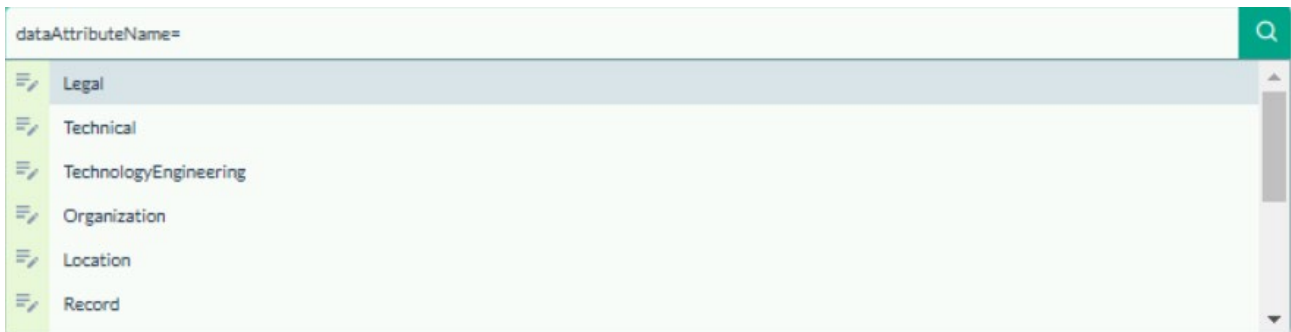 dataAttributeName=
Legal
Technical
TechnologyEngineering
Organization
Location
Record